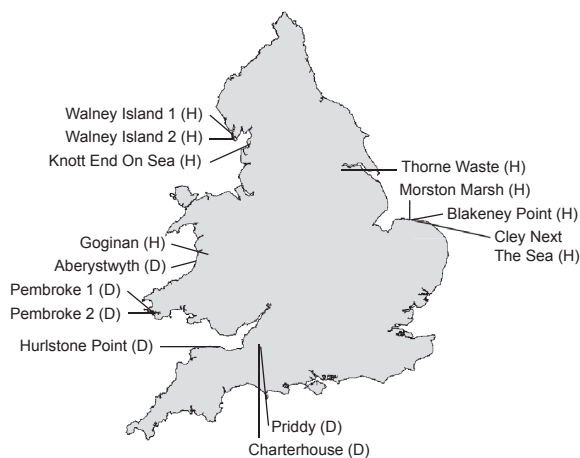 Walney Island 1 (H)
Walney Island 2 (H)
Knott End On Sea (H)
Thorne Waste (H)
Morston Marsh (H)
Blakeney Point (H)
Cley Next
The Sea (H)
Goginan (H)
Aberystwyth (D)
Pembroke 1 (D)
Pembroke 2 (D)
Hurlstone Point (D)
Priddy (D)
Charterhouse (D)